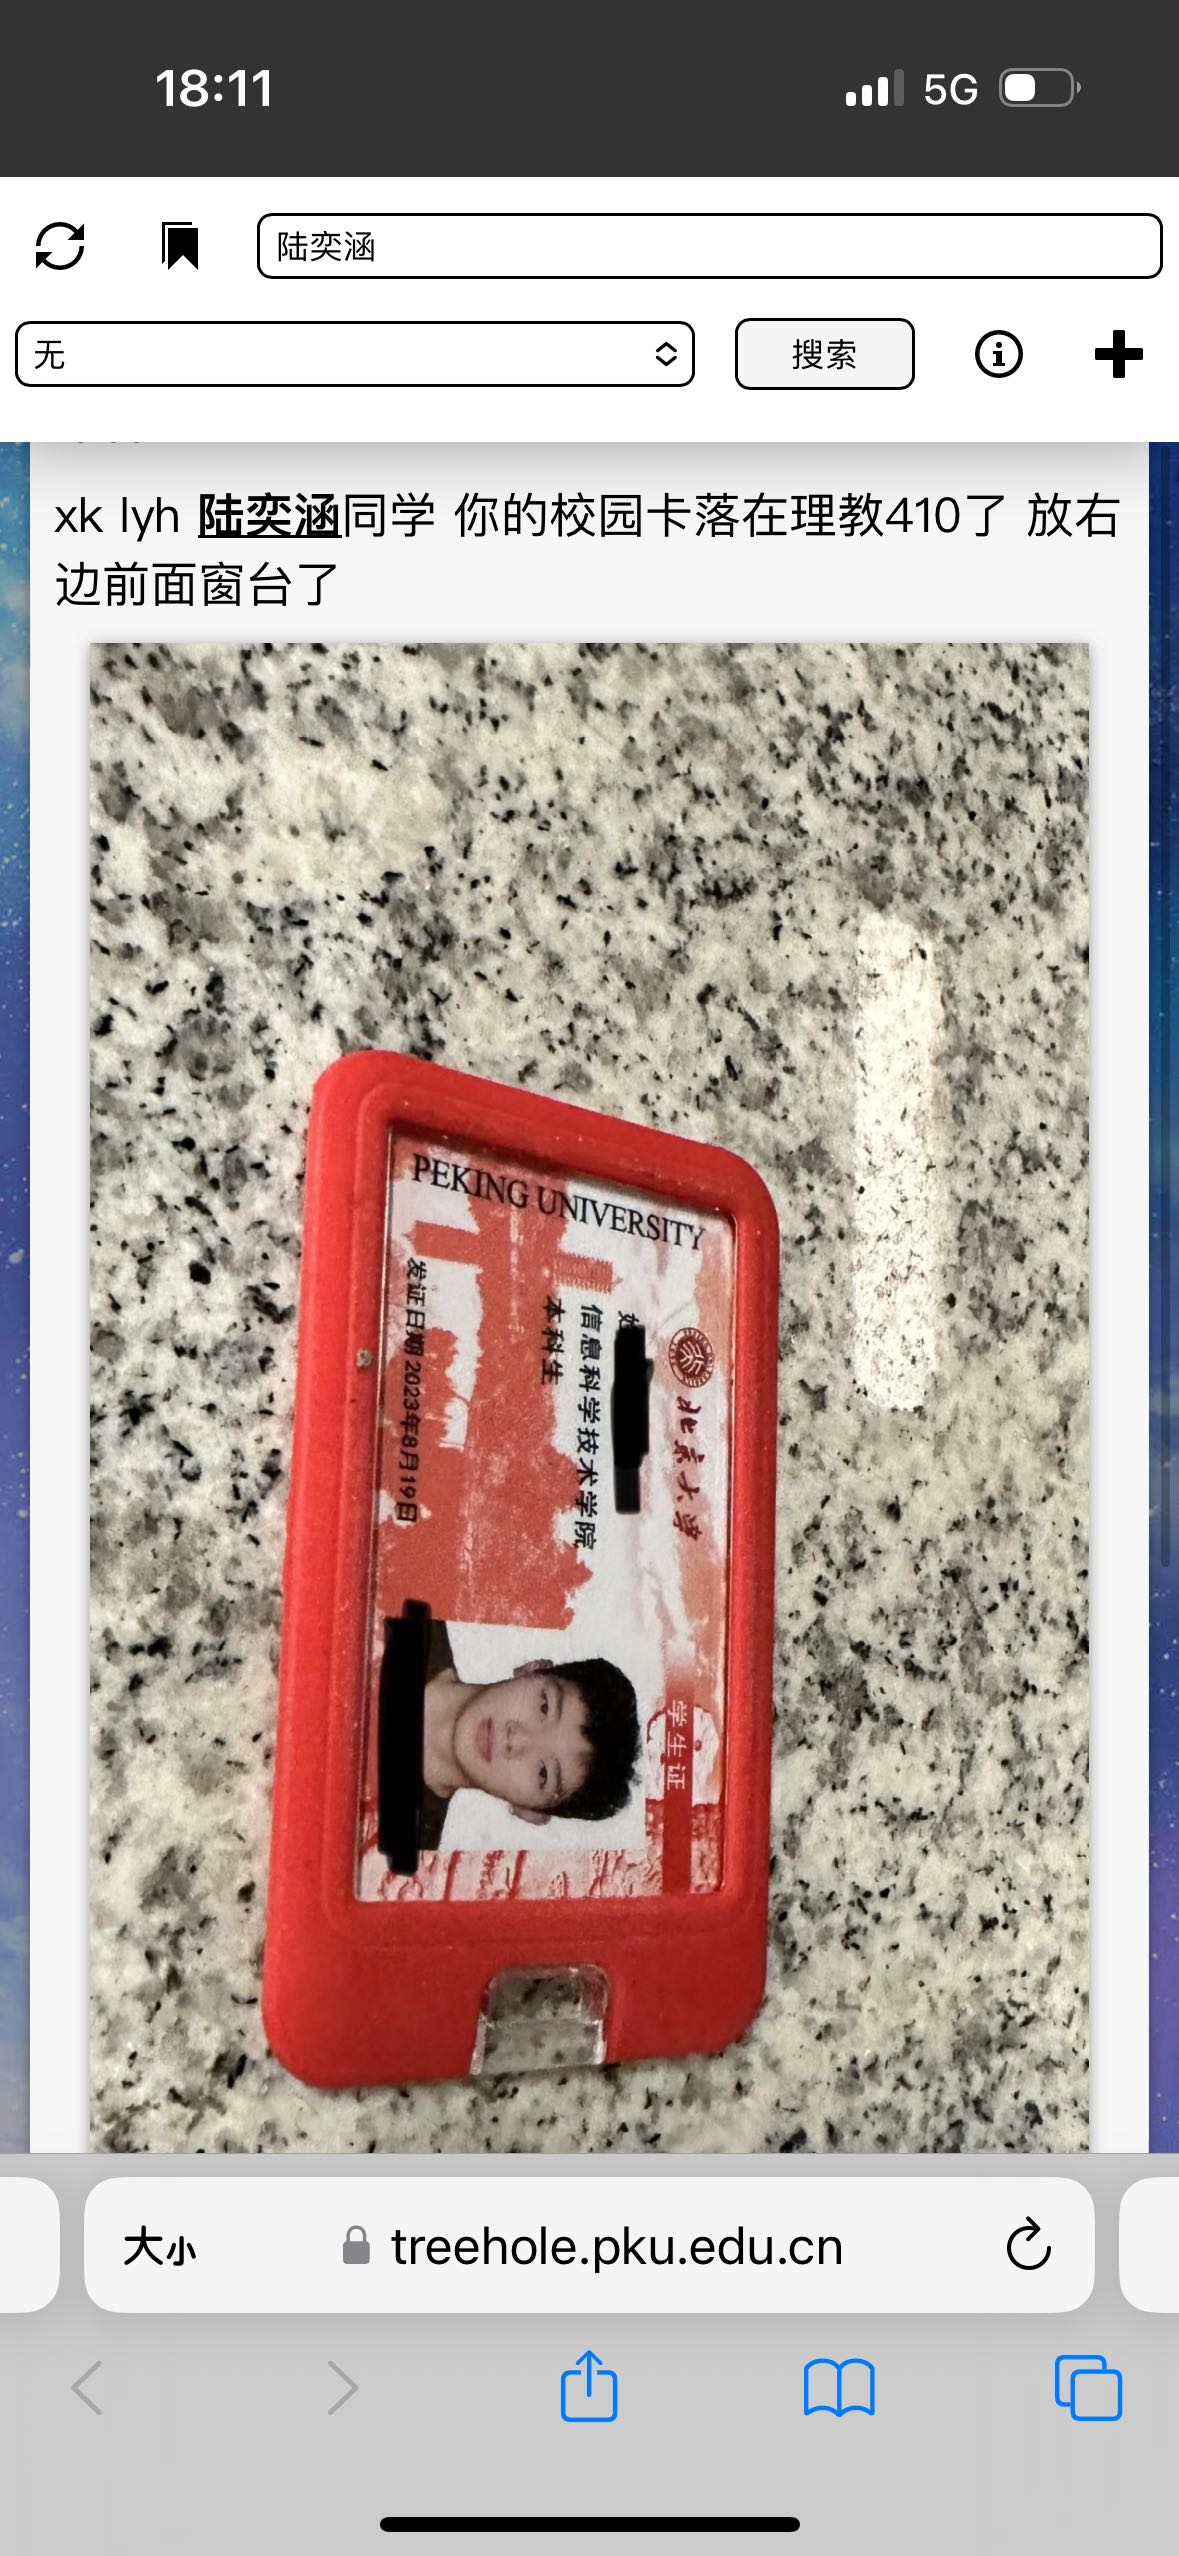 18:11
5G
陆奕涵
无
搜索
xk lyh 陆奕涵同学 你的校园卡落在理教410了 放右
边前面窗台了
PEKING UNIVERSITY
北京大学
信息科学技术学院
本科生
发证日期 2023年8月19日
学生证
大小
treehole.pku.edu.cn